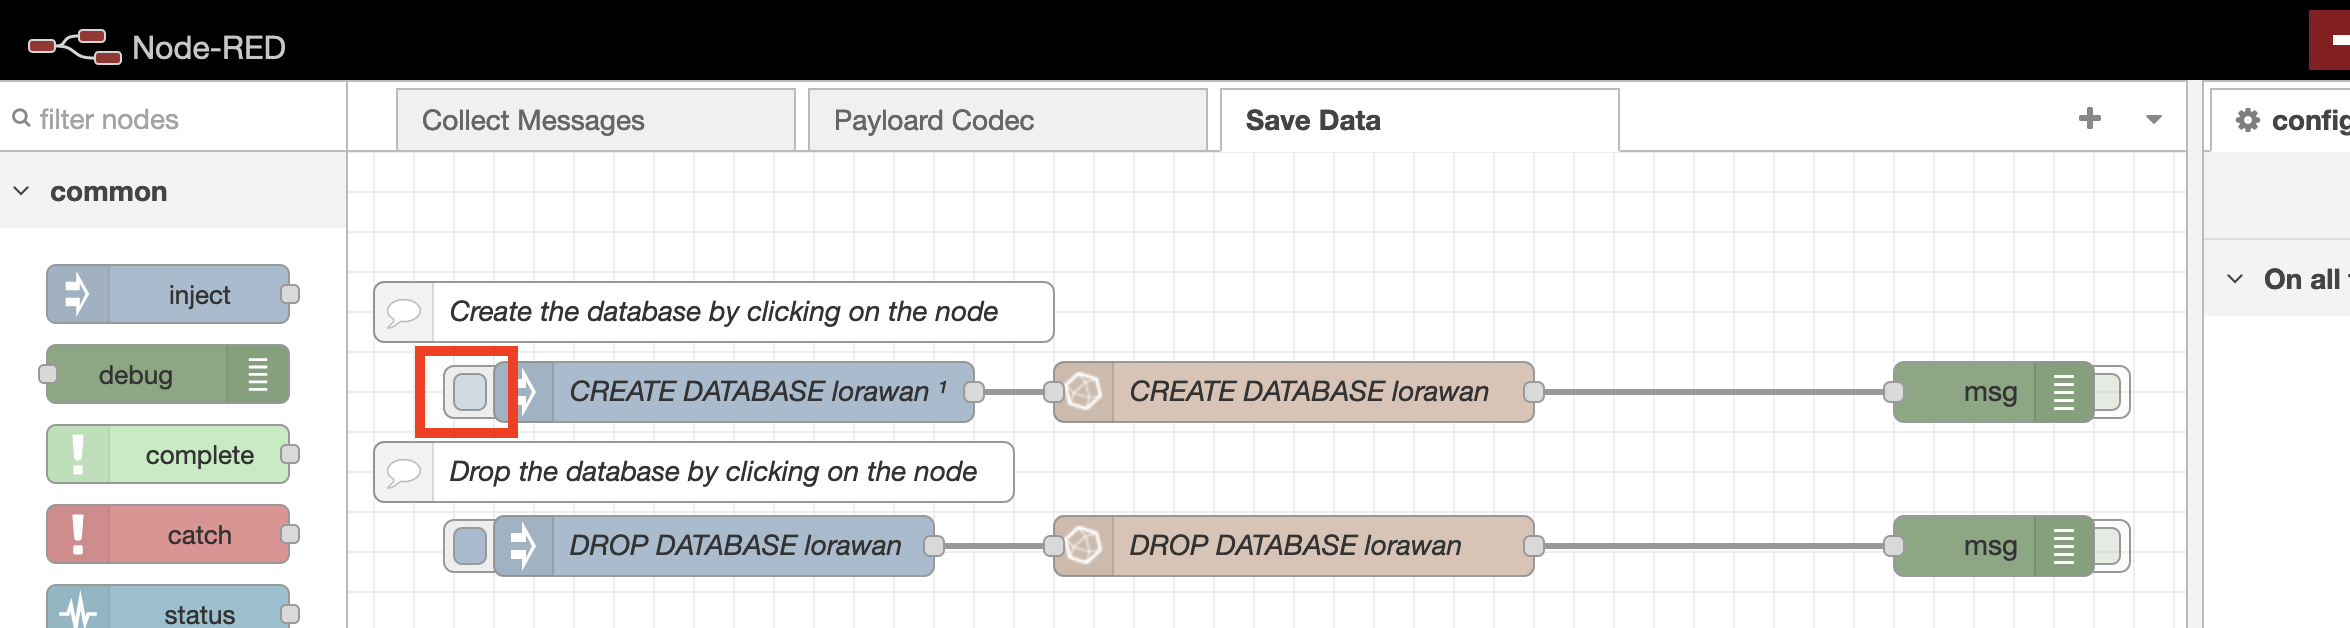 Node-RED
filter nodes
Collect Messages
Payloard Codec
Save Data
config
common
On all
inject
Create the database by clicking on the node
debug
CREATE DATABASE lorawan ¹
CREATE DATABASE lorawan
msg
complete
Drop the database by clicking on the node
catch
DROP DATABASE lorawan
DROP DATABASE lorawan
msg
status